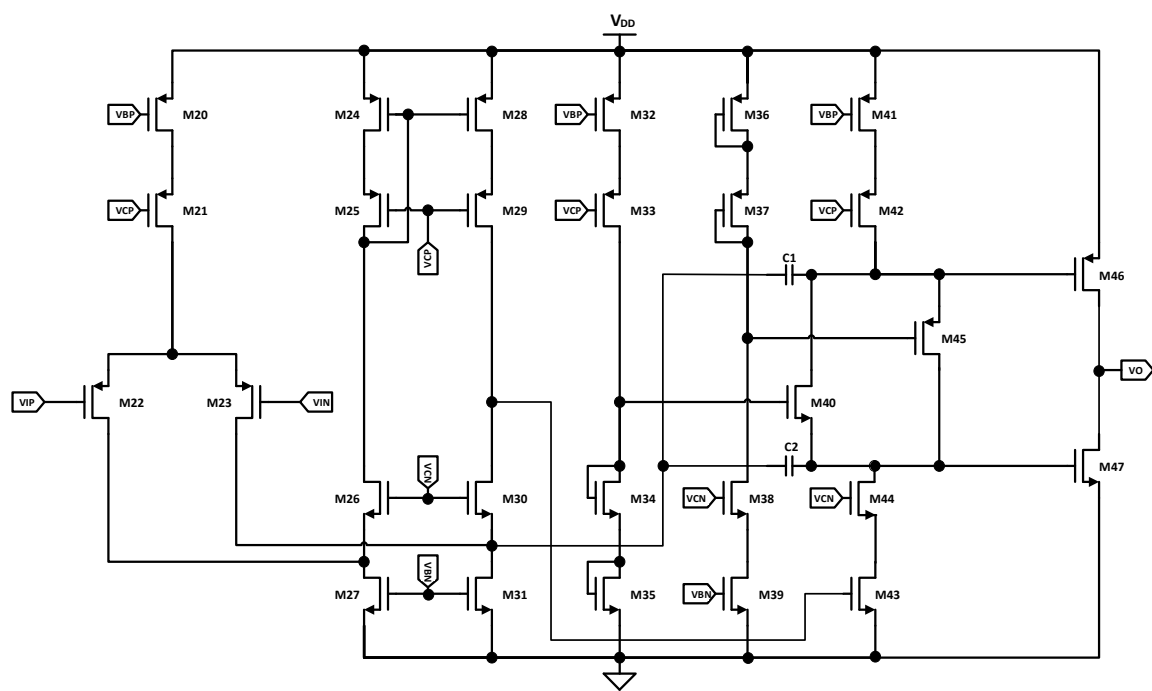 VDD
VBP
M20
M24
M28
VBP
M32
M36
VBP
M41
VCP
M21
M25
M29
VCP
M33
M37
VCP
M42
VCP
C1
M46
M45
VIP
M22
M23
VIN
M40
VO
C2
M47
VCN
M26
M30
M34
VCN
M38
VCN
M44
VBN
M27
M31
M35
VBN
M39
M43